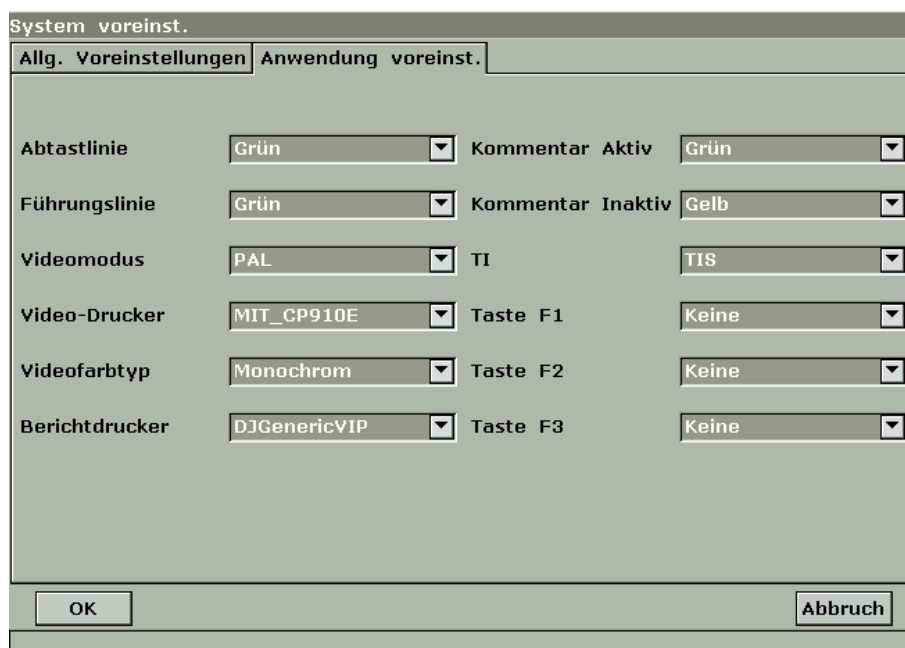 System voreinst.
Allg. Voreinstellungen Anwendung voreinst.
Abtastlinie Grün Kommentar Aktiv Grün
Führungslinie Grün Kommentar Inaktiv Gelb
Videomodus PAL TI TIS
Video-Drucker MIT_CP910E Taste F1 Keine
Videofarbtyp Monochrom Taste F2 Keine
Berichtdrucker DJGenericVIP Taste F3 Keine
OK Abbruch